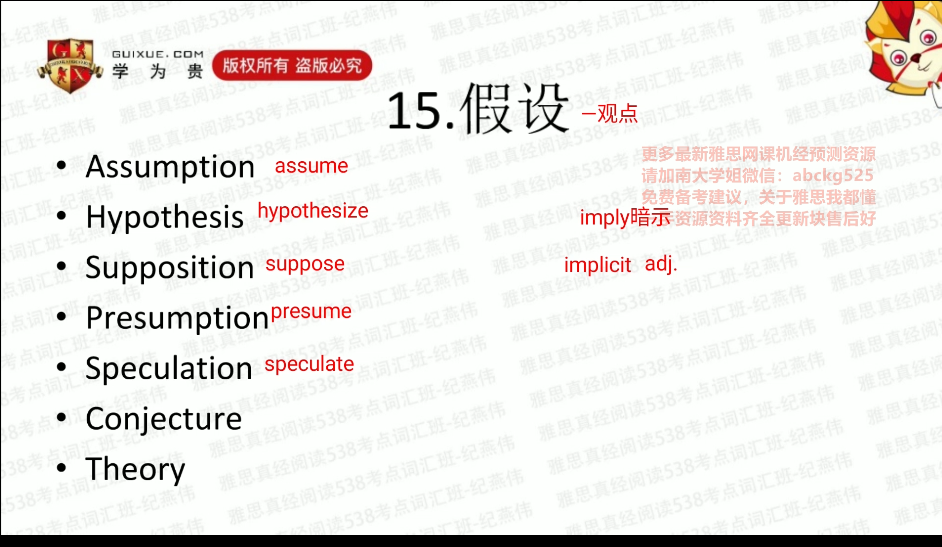 GUIXUE.COM
学为贵
版权所有 盗版必究
15.假设 –观点
更多最新雅思网课机经预测资源
请加南大学姐微信：abckg525
免费备考建议，关于雅思我都懂
资源资料齐全更新块售后好
• Assumption assume
• Hypothesis hypothesize
imply暗示
• Supposition suppose
implicit adj.
• Presumption presume
• Speculation speculate
• Conjecture
• Theory
雅思真经阅读538考点词汇班-纪燕伟